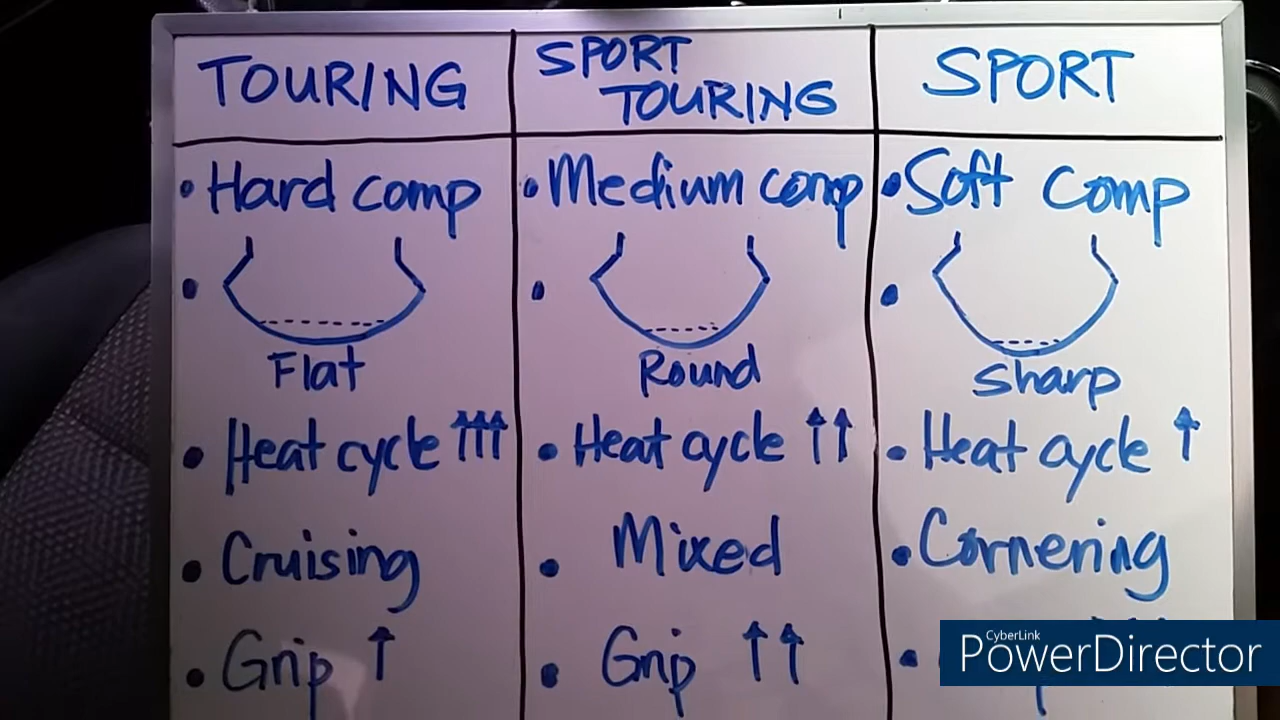 TOURING
SPORT
TOURING
SPORT
• Hard comp
• Medium comp
• Soft comp
• Flat
• Round
• Sharp
• Heat cycle ↑↑↑
• Heat cycle ↑↑
• Heat cycle ↑
• Cruising
• Mixed
• Cornering
• Grip ↑
• Grip ↑↑
CyberLink
PowerDirector